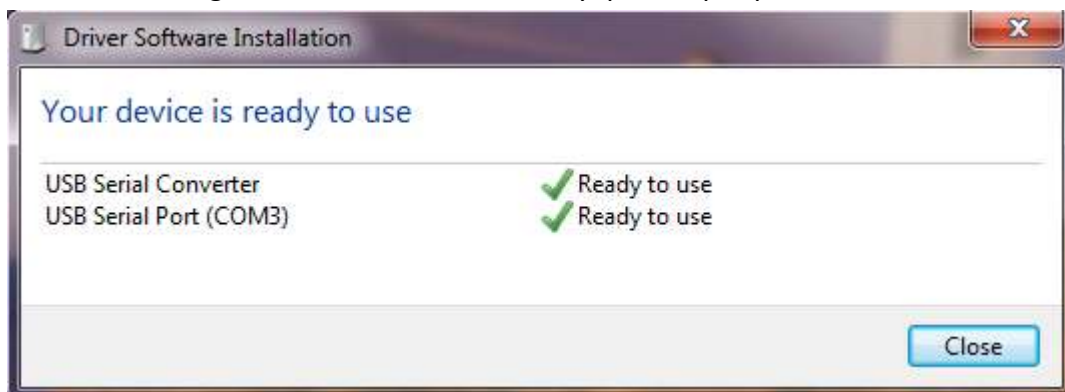 Driver Software Installation
Your device is ready to use
USB Serial Converter Ready to use
USB Serial Port (COM3) Ready to use
Close